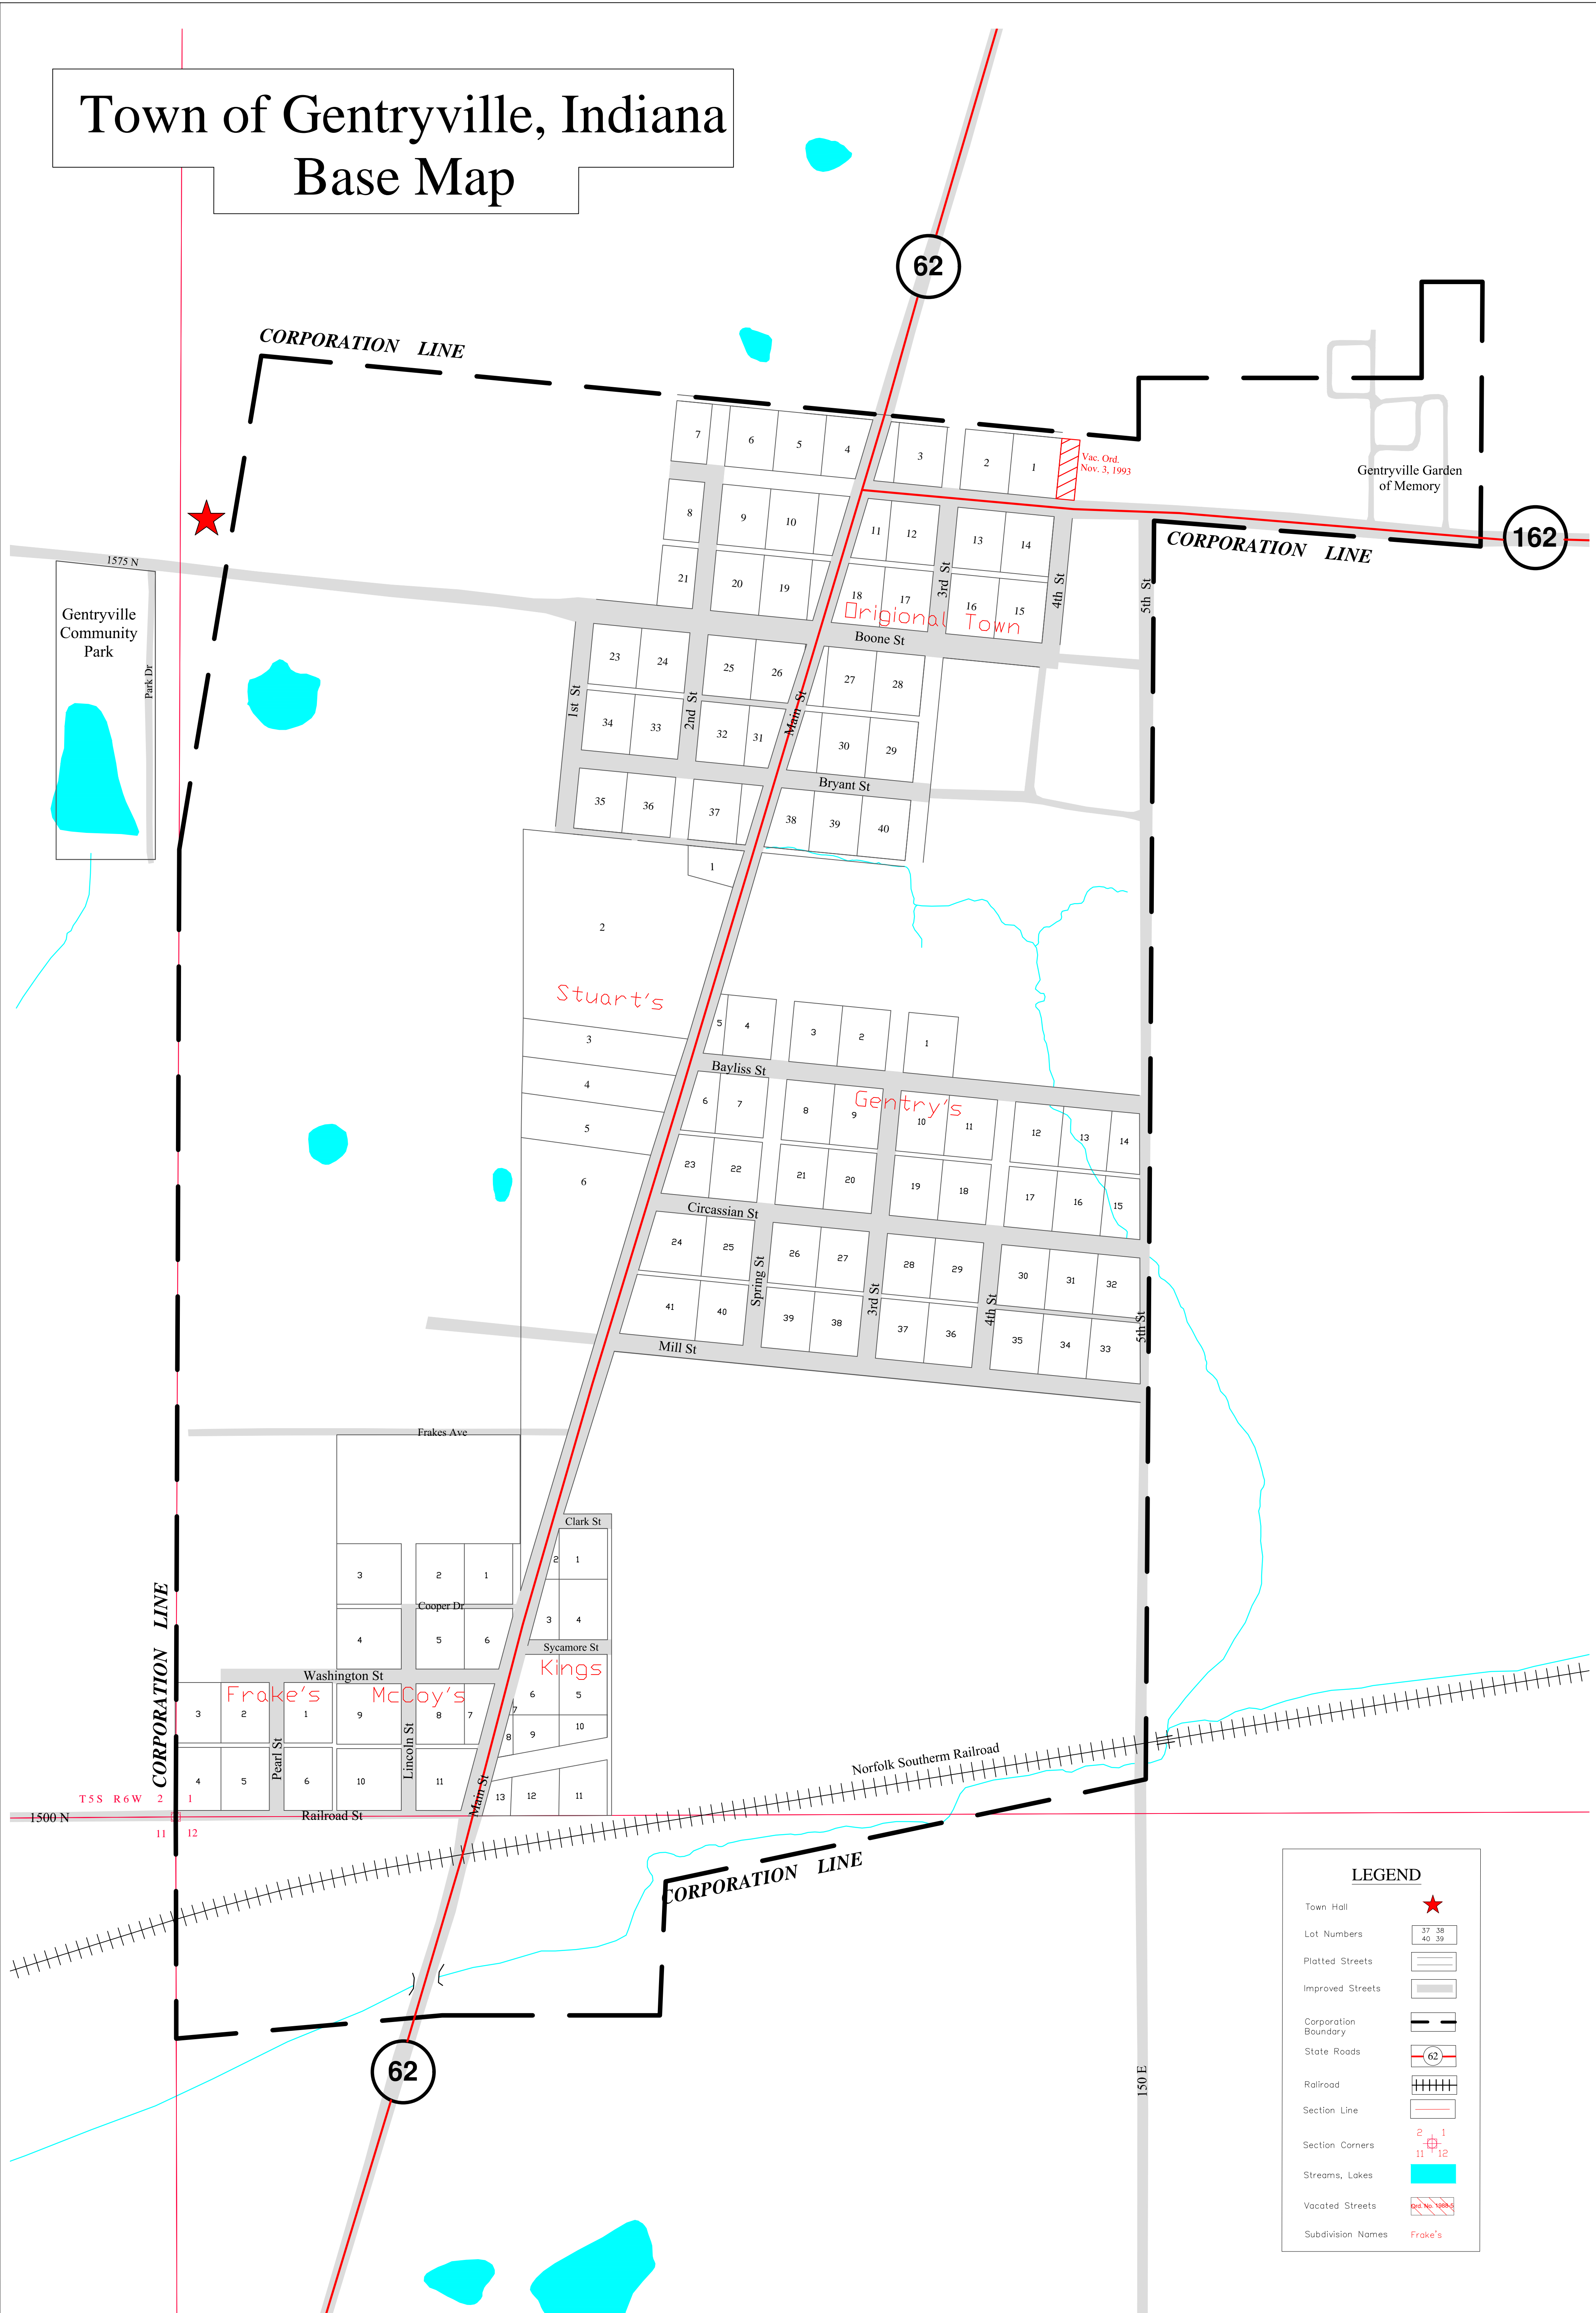 Town of Gentryville, Indiana
Base Map
62
CORPORATION LINE
7
6
5
4
3
2
1
Vac. Ord.
Nov. 3, 1993
Gentryville Garden
of Memory
8
9
10
11
12
13
14
CORPORATION LINE
162
1575 N
21
20
19
18
17
3rd St
16
15
4th St
5th St
Origional Town
Gentryville
Community
Park
Park Dr
Boone St
23
24
25
26
27
28
1st St
34
33
2nd St
32
31
Main St
30
29
Bryant St
35
36
37
38
39
40
1
2
Stuart's
3
4
5
6
5
4
3
2
1
Bayliss St
Gentry's
6
7
8
9
10
11
12
13
14
23
22
21
20
19
18
17
16
15
Circassian St
24
25
26
27
28
29
30
31
32
Spring St
3rd St
4th St
5th St
41
40
39
38
37
36
35
34
33
Mill St
Frakes Ave
Clark St
3
2
1
2
1
Cooper Dr
4
5
6
3
4
Sycamore St
Washington St
Kings
Frake's
McCoy's
3
2
1
9
8
7
6
5
7
8
9
10
Pearl St
Lincoln St
Main St
4
5
6
10
11
13
12
11
CORPORATION LINE
Norfolk Southerm Railroad
T5S R6W 2 1
1500 N
Railroad St
11 12
CORPORATION LINE
62
150 E
LEGEND
Town Hall
Lot Numbers
37 38
40 39
Platted Streets
Improved Streets
Corporation
Boundary
State Roads
62
Raliroad
Section Line
Section Corners
2 1
11 12
Streams, Lakes
Vacated Streets
Ord. No. 1988-5
Subdivision Names
Frake's